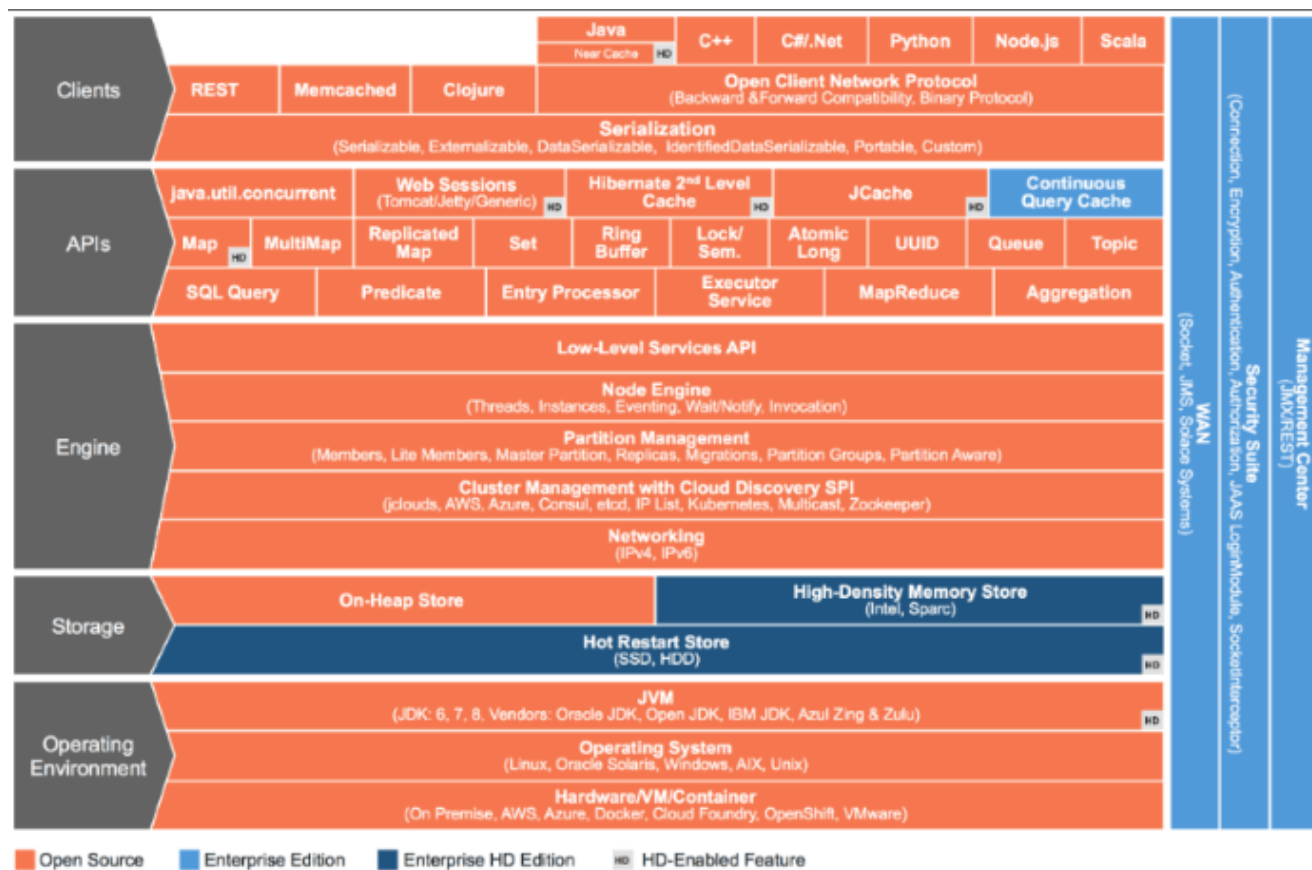 Clients
Java
Near Cache
HD
C++
C#/.Net
Python
Node.js
Scala
REST
Memcached
Clojure
Open Client Network Protocol
(Backward &Forward Compatibility, Binary Protocol)
Serialization
(Serializable, Externalizable, DataSerializable, IdentifiedDataSerializable, Portable, Custom)
APIs
java.util.concurrent
Web Sessions
(Tomcat/Jetty/Generic)
HD
Hibernate 2nd Level
Cache
HD
JCache
HD
Continuous
Query Cache
Map
HD
MultiMap
Replicated
Map
Set
Ring
Buffer
Lock/
Sem.
Atomic
Long
UUID
Queue
Topic
SQL Query
Predicate
Entry Processor
Executor
Service
MapReduce
Aggregation
Engine
Low-Level Services API
Node Engine
(Threads, Instances, Eventing, Wait/Notify, Invocation)
Partition Management
(Members, Lite Members, Master Partition, Replicas, Migrations, Partition Groups, Partition Aware)
Cluster Management with Cloud Discovery SPI
(jclouds, AWS, Azure, Consul, etcd, IP List, Kubernetes, Multicast, Zookeeper)
Networking
(IPv4, IPv6)
Storage
On-Heap Store
High-Density Memory Store
(Intel, Sparc)
HD
Hot Restart Store
(SSD, HDD)
HD
Operating
Environment
JVM
(JDK: 6, 7, 8, Vendors: Oracle JDK, Open JDK, IBM JDK, Azul Zing & Zulu)
HD
Operating System
(Linux, Oracle Solaris, Windows, AIX, Unix)
Hardware/VM/Container
(On Premise, AWS, Azure, Docker, Cloud Foundry, OpenShift, VMware)
WAN
(Socket, JMS, Solace Systems)
Security Suite
(Connection, Encryption, Authentication, Authorization, JAAS LoginModule, SocketInterceptor)
Management Center
(JMX/REST)
Open Source
Enterprise Edition
Enterprise HD Edition
HD
HD-Enabled Feature